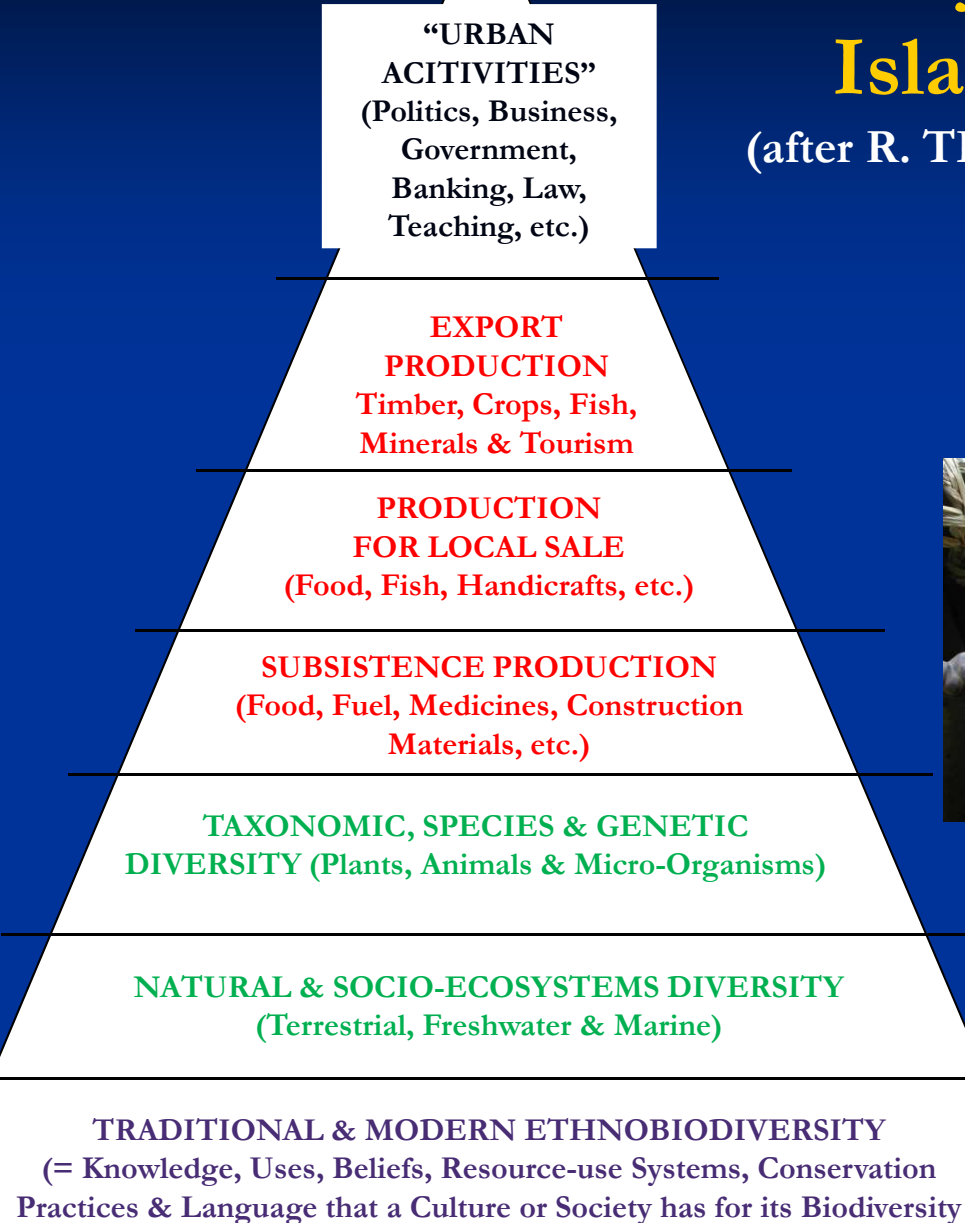 “URBAN
ACITIVITIES”
(Politics, Business,
Government,
Banking, Law,
Teaching, etc.)
Isla
(after R. T
EXPORT
PRODUCTION
Timber, Crops, Fish,
Minerals & Tourism
PRODUCTION
FOR LOCAL SALE
(Food, Fish, Handicrafts, etc.)
SUBSISTENCE PRODUCTION
(Food, Fuel, Medicines, Construction
Materials, etc.)
TAXONOMIC, SPECIES & GENETIC
DIVERSITY (Plants, Animals & Micro-Organisms)
NATURAL & SOCIO-ECOSYSTEMS DIVERSITY
(Terrestrial, Freshwater & Marine)
TRADITIONAL & MODERN ETHNOBIODIVERSITY
(= Knowledge, Uses, Beliefs, Resource-use Systems, Conservation
Practices & Language that a Culture or Society has for its Biodiversity